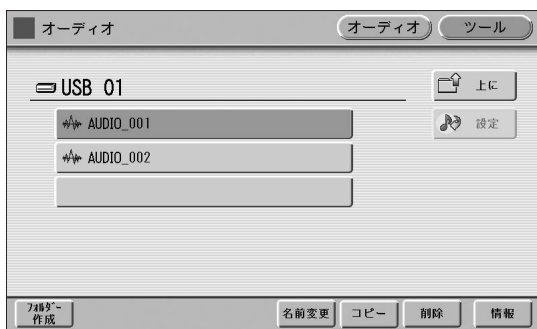 オーディオ
オーディオ
ツール
USB 01
上に
AUDIO_001
設定
AUDIO_002
フォルダー
作成
名前変更
コピー
削除
情報